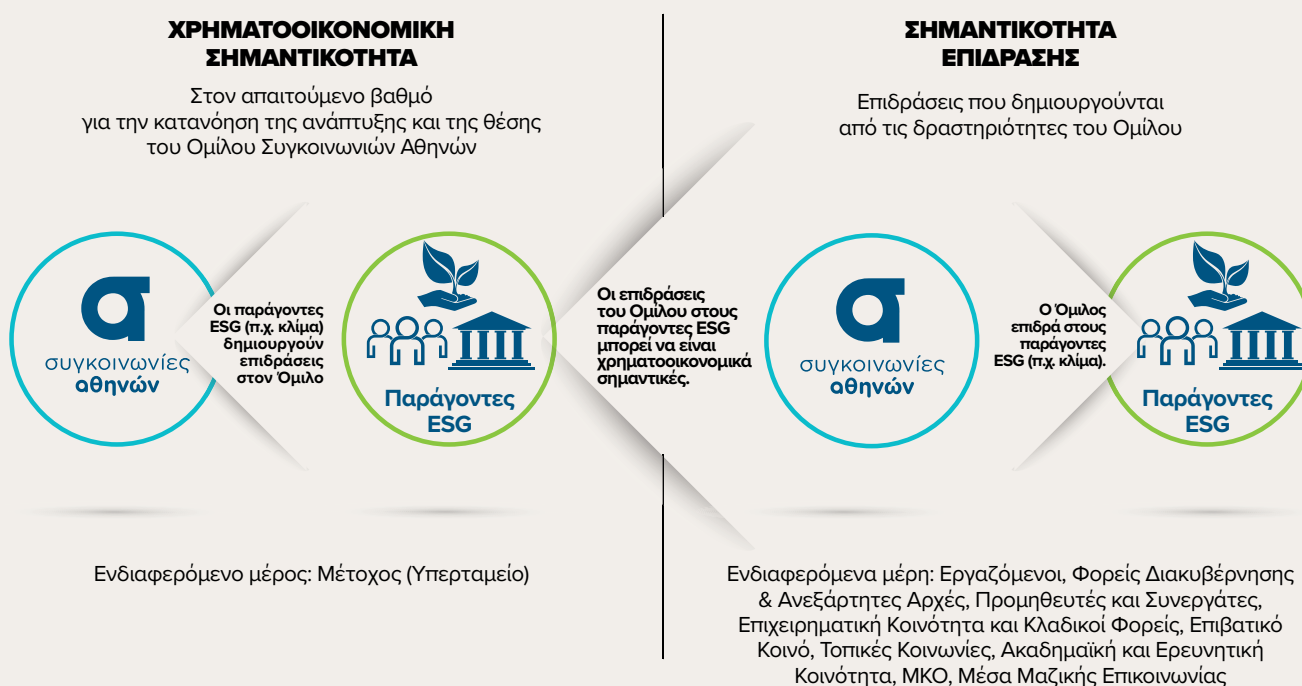 ΧΡΗΜΑΤΟΟΙΚΟΝΟΜΙΚΗ
ΣΗΜΑΝΤΙΚΟΤΗΤΑ
Στον απαιτούμενο βαθμό
για την κατανόηση της ανάπτυξης και της θέσης
του Ομίλου Συγκοινωνιών Αθηνών
συγκοινωνίες
αθηνών
Οι παράγοντες
ESG (π.χ. κλίμα)
δημιουργούν
επιδράσεις
στον Όμιλο
Παράγοντες
ESG
Οι επιδράσεις
του Ομίλου στους
παράγοντες ESG
μπορεί να είναι
χρηματοοικονομικά
σημαντικές.
Ενδιαφερόμενο μέρος: Μέτοχος (Υπερταμείο)
ΣΗΜΑΝΤΙΚΟΤΗΤΑ
ΕΠΙΔΡΑΣΗΣ
Επιδράσεις που δημιουργούνται
από τις δραστηριότητες του Ομίλου
συγκοινωνίες
αθηνών
Ο Όμιλος
επιδρά στους
παράγοντες
ESG (π.χ. κλίμα).
Παράγοντες
ESG
Ενδιαφερόμενα μέρη: Εργαζόμενοι, Φορείς Διακυβέρνησης
& Ανεξάρτητες Αρχές, Προμηθευτές και Συνεργάτες,
Επιχειρηματική Κοινότητα και Κλαδικοί Φορείς, Επιβατικό
Κοινό, Τοπικές Κοινωνίες, Ακαδημαϊκή και Ερευνητική
Κοινότητα, ΜΚΟ, Μέσα Μαζικής Επικοινωνίας